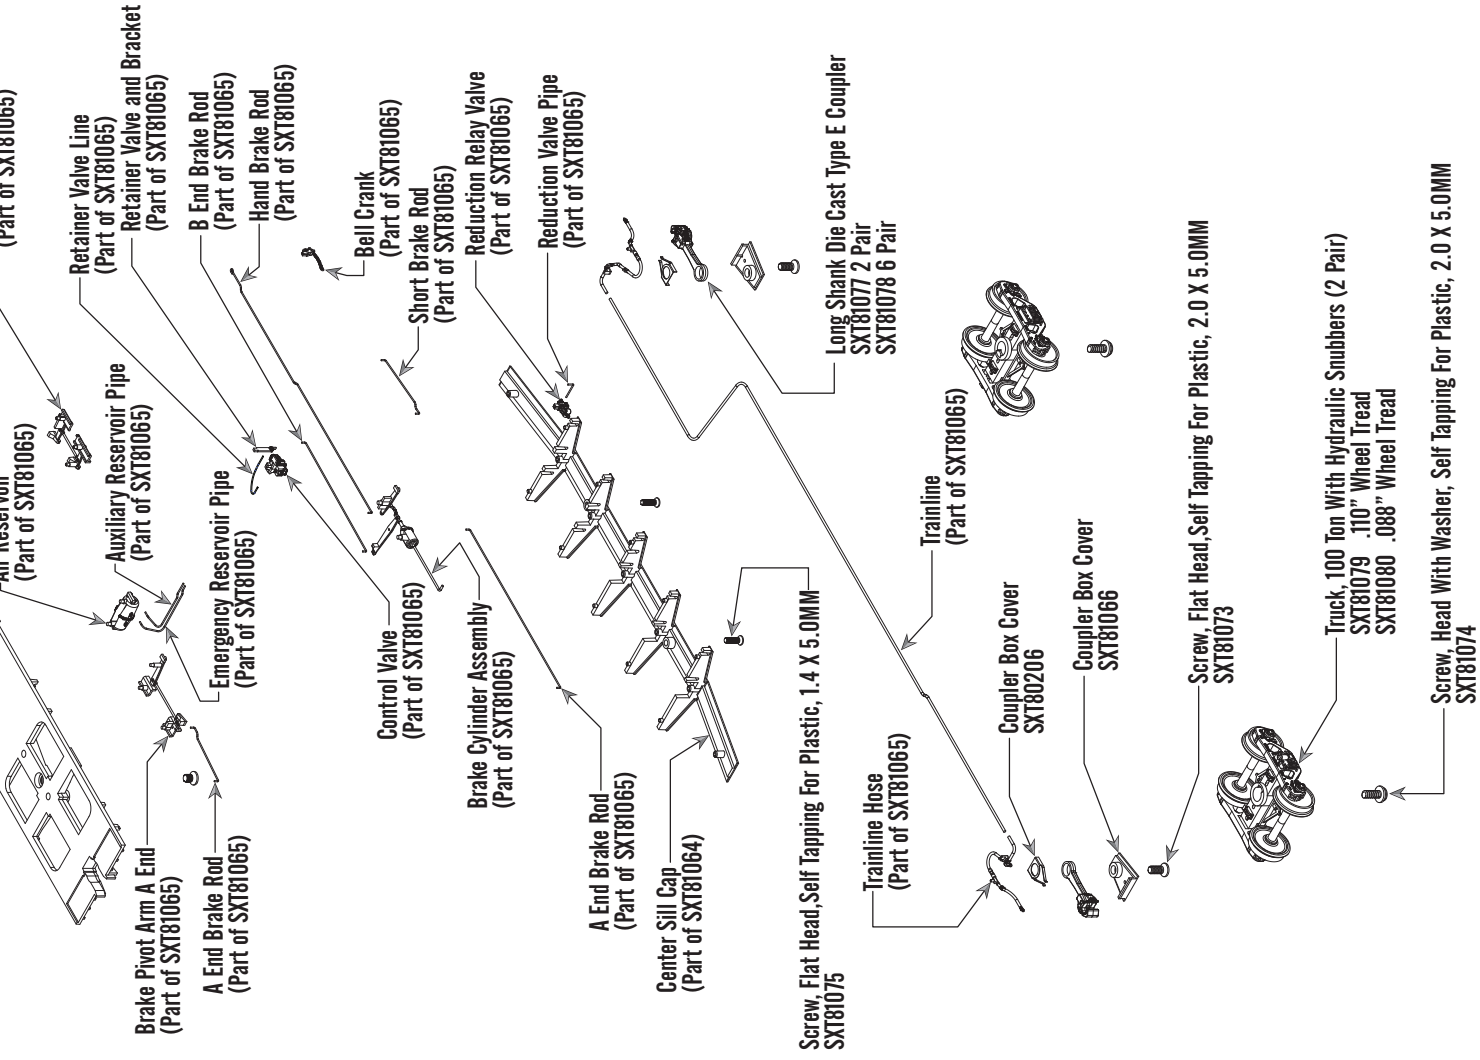 (Part of SXT81065)
Retainer Valve Line
(Part of SXT81065)
Retainer Valve and Bracket
(Part of SXT81065)
B End Brake Rod
(Part of SXT81065)
Hand Brake Rod
(Part of SXT81065)
Bell Crank
(Part of SXT81065)
Short Brake Rod
(Part of SXT81065)
Reduction Relay Valve
(Part of SXT81065)
Reduction Valve Pipe
(Part of SXT81065)
Long Shank Die Cast Type E Coupler
SXT81077 2 Pair
SXT81078 6 Pair
Air Reservoir
(Part of SXT81065)
Auxiliary Reservoir Pipe
(Part of SXT81065)
Emergency Reservoir Pipe
(Part of SXT81065)
Control Valve
(Part of SXT81065)
Brake Cylinder Assembly
(Part of SXT81065)
Trainline
(Part of SXT81065)
Brake Pivot Arm A End
(Part of SXT81065)
A End Brake Rod
(Part of SXT81065)
A End Brake Rod
(Part of SXT81065)
Center Sill Cap
(Part of SXT81064)
Screw, Flat Head,Self Tapping For Plastic, 1.4 X 5.0MM
SXT81075
Trainline Hose
(Part of SXT81065)
Coupler Box Cover
SXT80206
Coupler Box Cover
SXT81066
Screw, Flat Head,Self Tapping For Plastic, 2.0 X 5.0MM
SXT81073
Truck, 100 Ton With Hydraulic Snubbers (2 Pair)
SXT81079 .110” Wheel Tread
SXT81080 .088” Wheel Tread
Screw, Head With Washer, Self Tapping For Plastic, 2.0 X 5.0MM
SXT81074